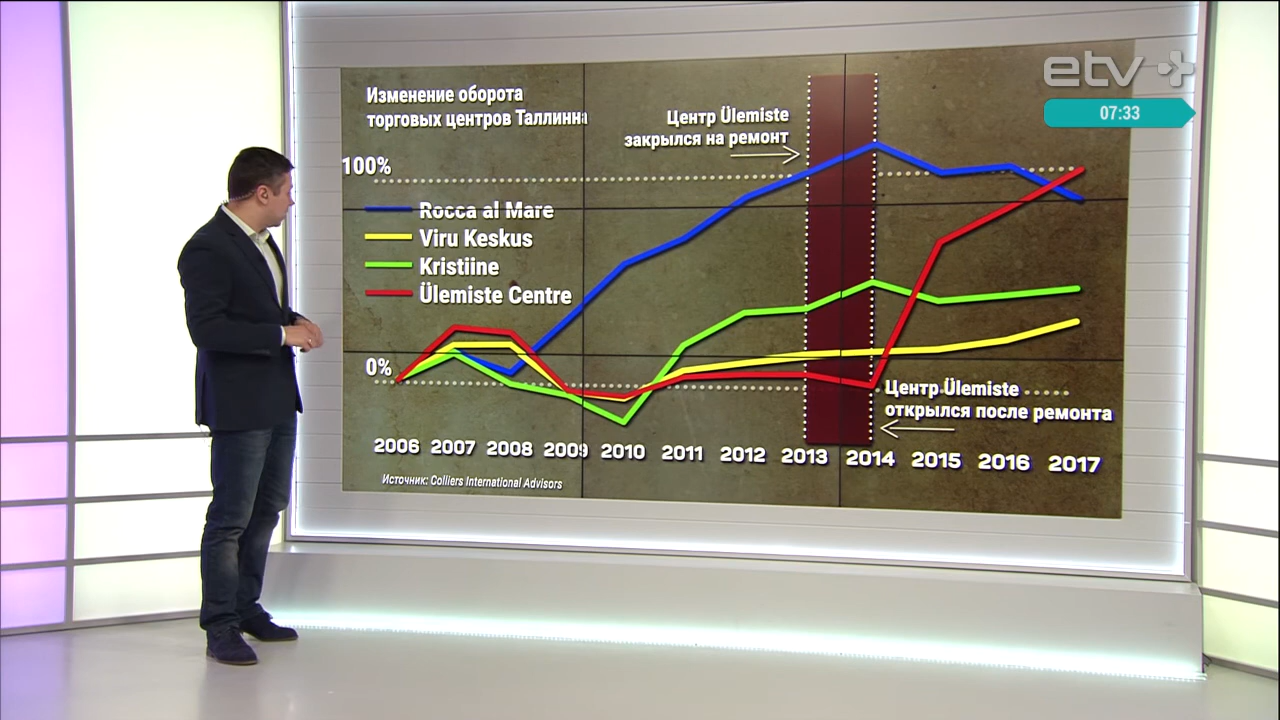 etv+
07:33
Изменение оборота
торговых центров Таллинна
Центр Ülemiste
закрылся на ремонт
100%
Rocca al Mare
Viru Keskus
Kristiine
Ülemiste Centre
0%
Центр Ülemiste
открылся после ремонта
2006 2007 2008 2009 2010 2011 2012 2013 2014 2015 2016 2017
Источник: Colliers International Advisors